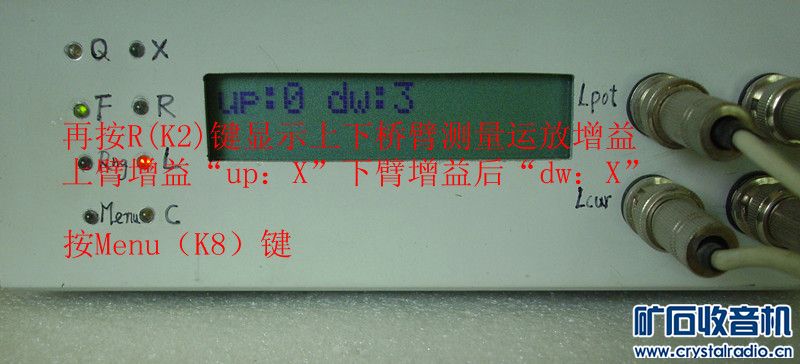 Q X
up:0 dw:3
Lpot
F R
再按R(K2)键显示上下桥臂测量运放增益
Rng L
上臂增益“up：X”下臂增益后“dw：X”
Menu C
Lcur
按Menu（K8）键
矿石收音机
www.crystalradio.cn